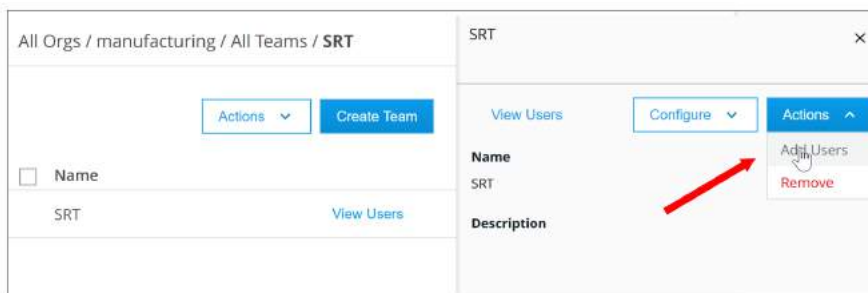 All Orgs / manufacturing / All Teams / SRT
Actions
Create Team
Name
SRT
View Users
SRT
×
View Users
Configure
Actions
Add Users
Remove
Name
SRT
Description